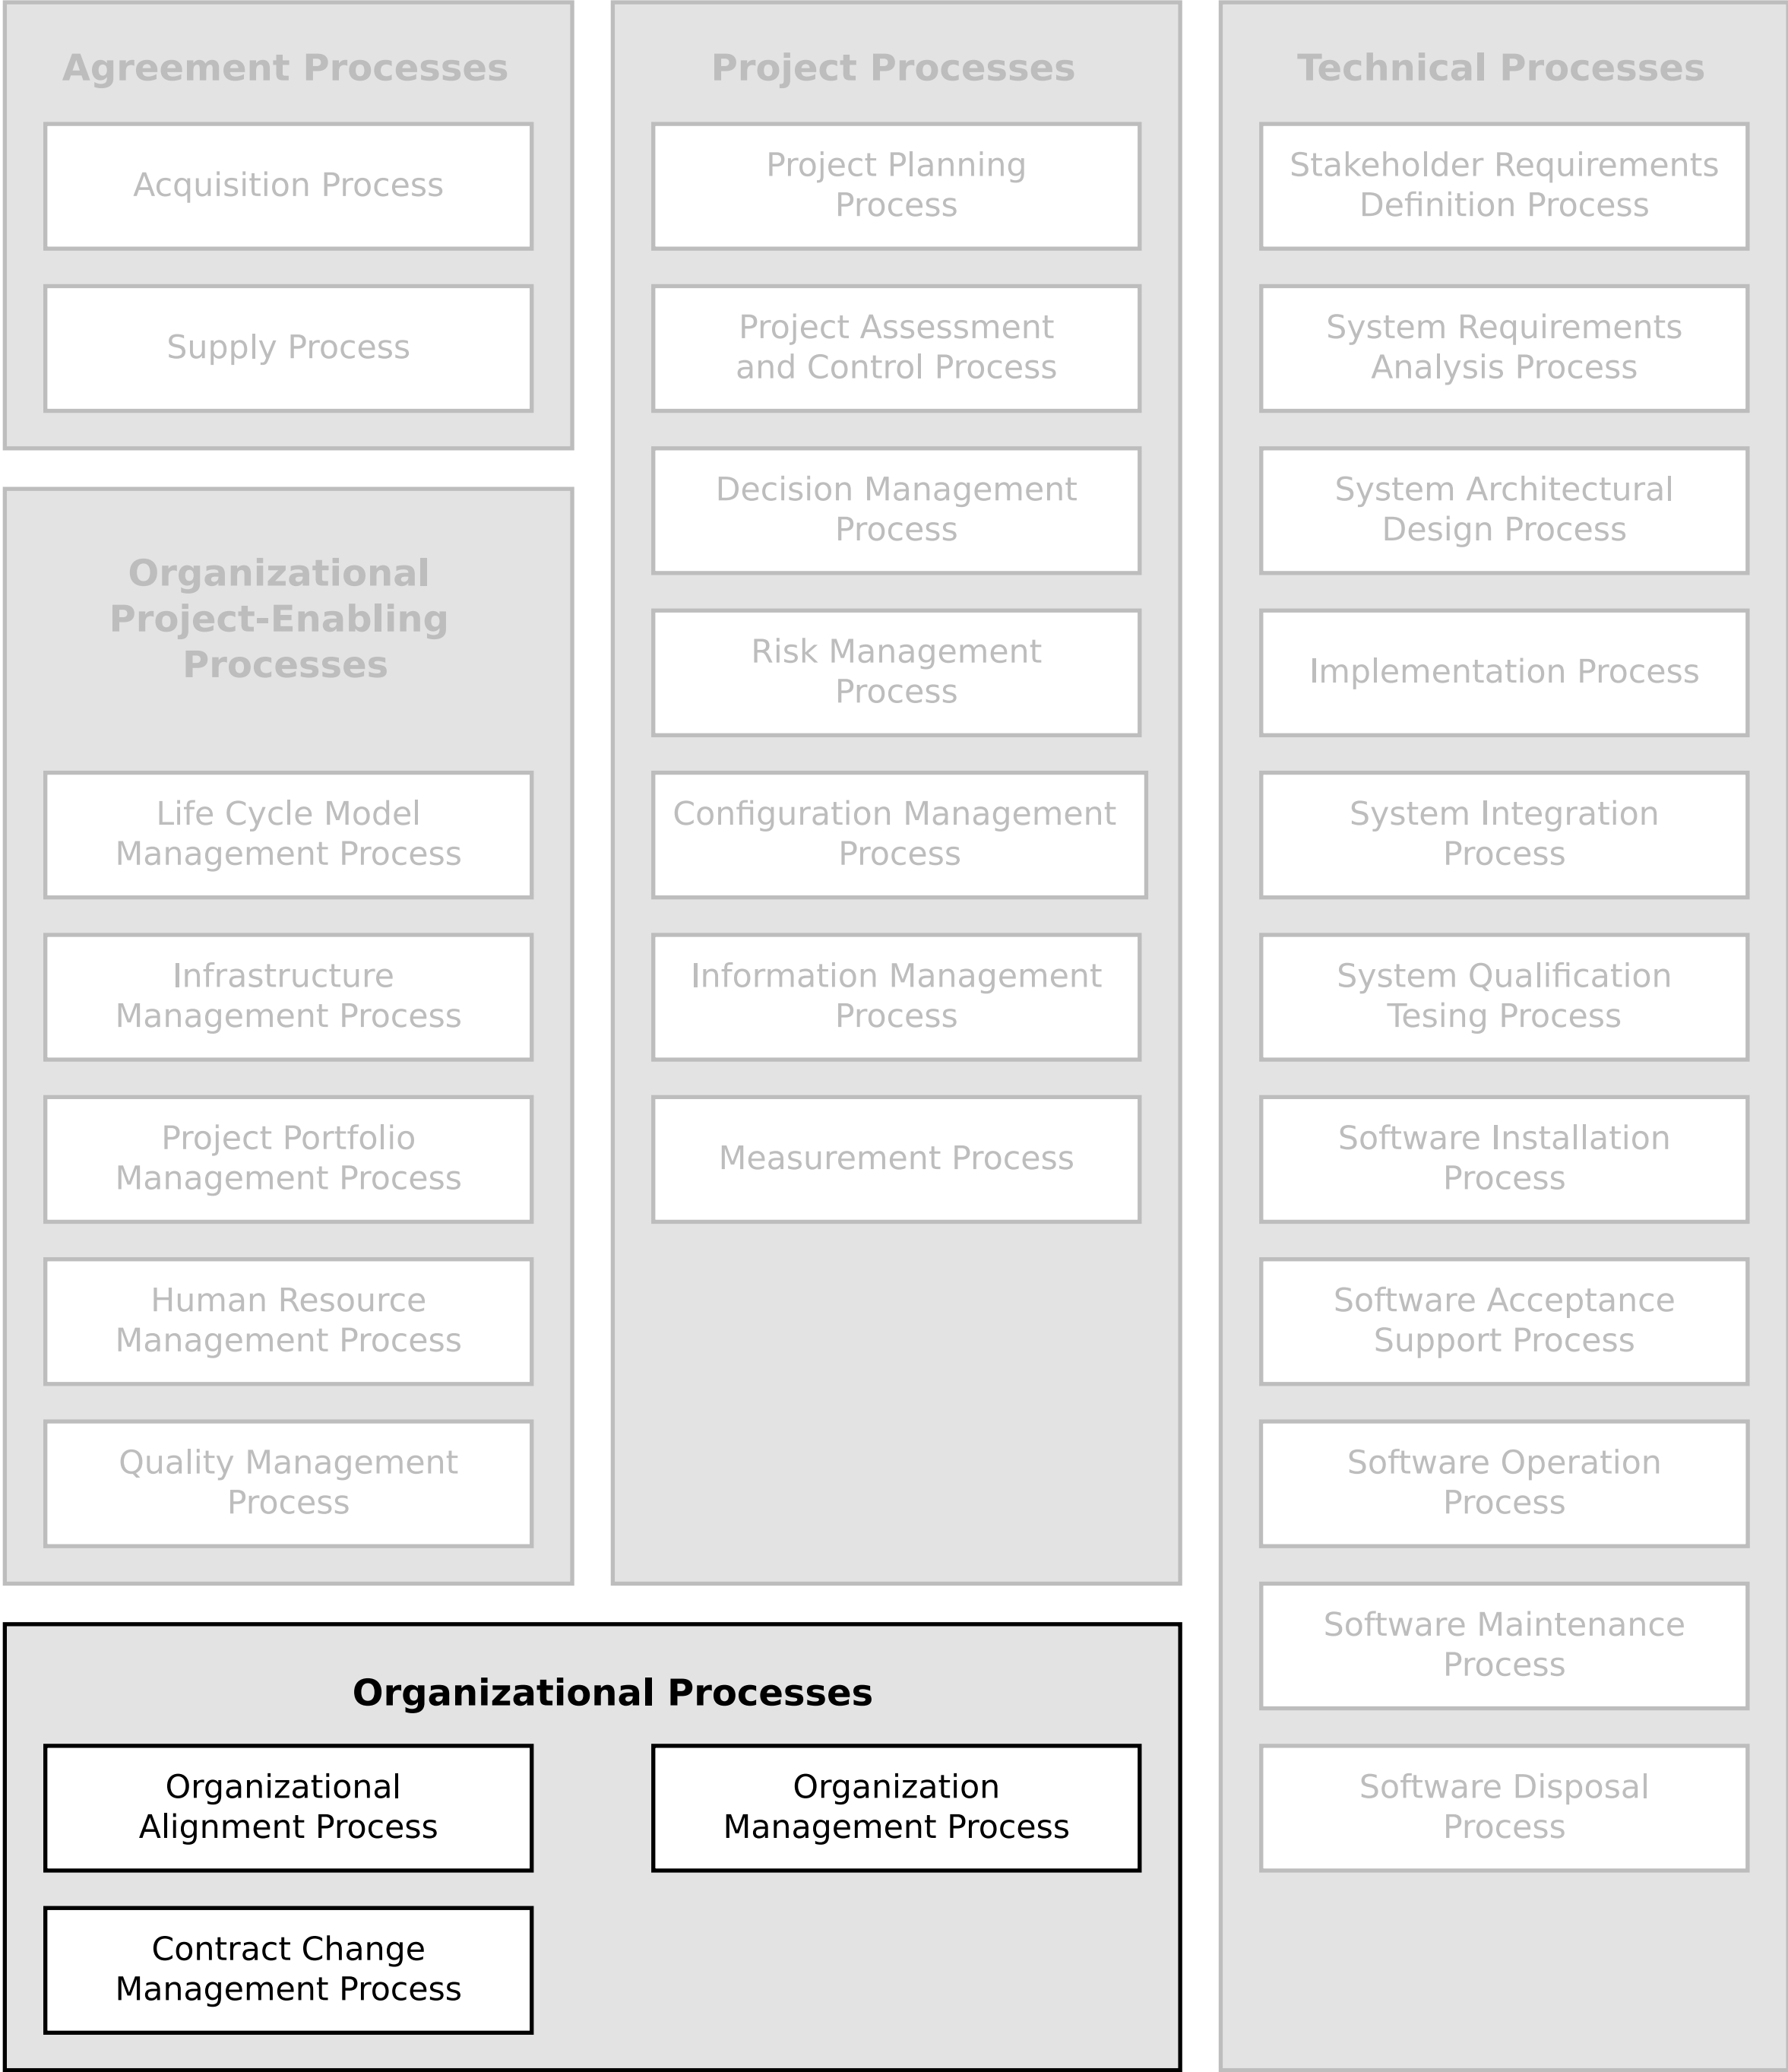 Agreement Processes
Acquisition Process
Supply Process
Organizational
Project-Enabling
Processes
Life Cycle Model
Management Process
Infrastructure
Management Process
Project Portfolio
Management Process
Human Resource
Management Process
Quality Management
Process
Project Processes
Project Planning
Process
Project Assessment
and Control Process
Decision Management
Process
Risk Management
Process
Configuration Management
Process
Information Management
Process
Measurement Process
Technical Processes
Stakeholder Requirements
Definition Process
System Requirements
Analysis Process
System Architectural
Design Process
Implementation Process
System Integration
Process
System Qualification
Tesing Process
Software Installation
Process
Software Acceptance
Support Process
Software Operation
Process
Software Maintenance
Process
Software Disposal
Process
Organizational Processes
Organizational
Alignment Process
Organization
Management Process
Contract Change
Management Process